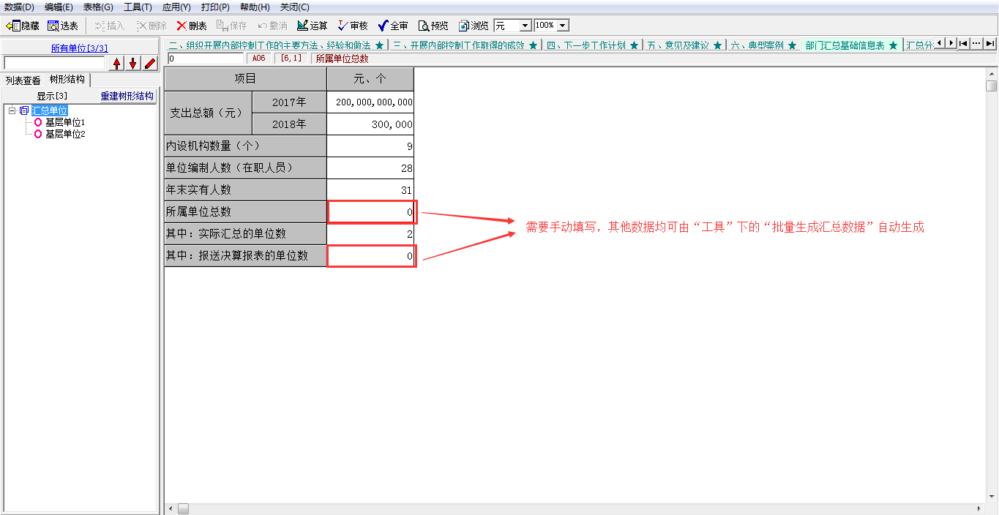 数据(D) 编辑(E) 表格(G) 工具(T) 应用(Y) 打印(P) 帮助(H) 关闭(C)
隐藏 选表 插入 删除 删表 保存 撤消 运算 审核 全审 预览 浏览 元 100%
所有单位[3/3]
二、组织开展内部控制工作的主要方法、经验和做法 ★ 三、开展内部控制工作取得的成效 ★ 四、下一步工作计划 ★ 五、意见及建议 ★ 六、典型案例 ★ 部门汇总基础信息表 ★ 汇总分
0 A06 [6,1] 所属单位总数
列表查看 树形结构
显示[3] 重建树形结构
汇总单位
基层单位1
基层单位2
项目 元、个
支出总额（元） 2017年 200,000,000,000
2018年 300,000
内设机构数量（个） 9
单位编制人数（在职人员） 28
年末实有人数 31
所属单位总数 0
其中：实际汇总的单位数 2
其中：报送决算报表的单位数 0
需要手动填写，其他数据均可由“工具”下的“批量生成汇总数据”自动生成